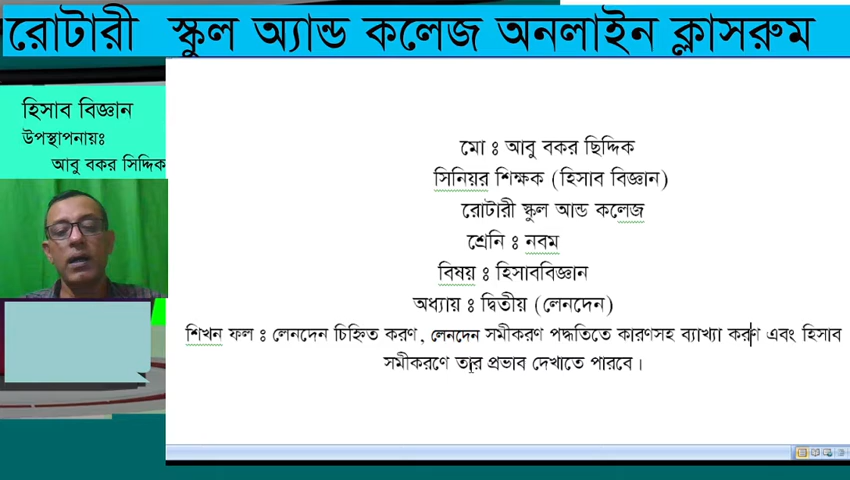 রোটারী স্কুল অ্যান্ড কলেজ অনলাইন ক্লাসরুম
হিসাব বিজ্ঞান
উপস্থাপনায়ঃ
আবু বকর সিদ্দিক
মো ঃ আবু বকর ছিদ্দিক
সিনিয়র শিক্ষক (হিসাব বিজ্ঞান)
রোটারী স্কুল আন্ড কলেজ
শ্রেনি ঃ নবম
বিষয় ঃ হিসাববিজ্ঞান
অধ্যায় ঃ দ্বিতীয় (লেনদেন)
শিখন ফল ঃ লেনদেন চিহ্নিত করণ, লেনদেন সমীকরণ পদ্ধতিতে কারণসহ ব্যাখ্যা করণ এবং হিসাব
সমীকরণে তার প্রভাব দেখাতে পারবে।